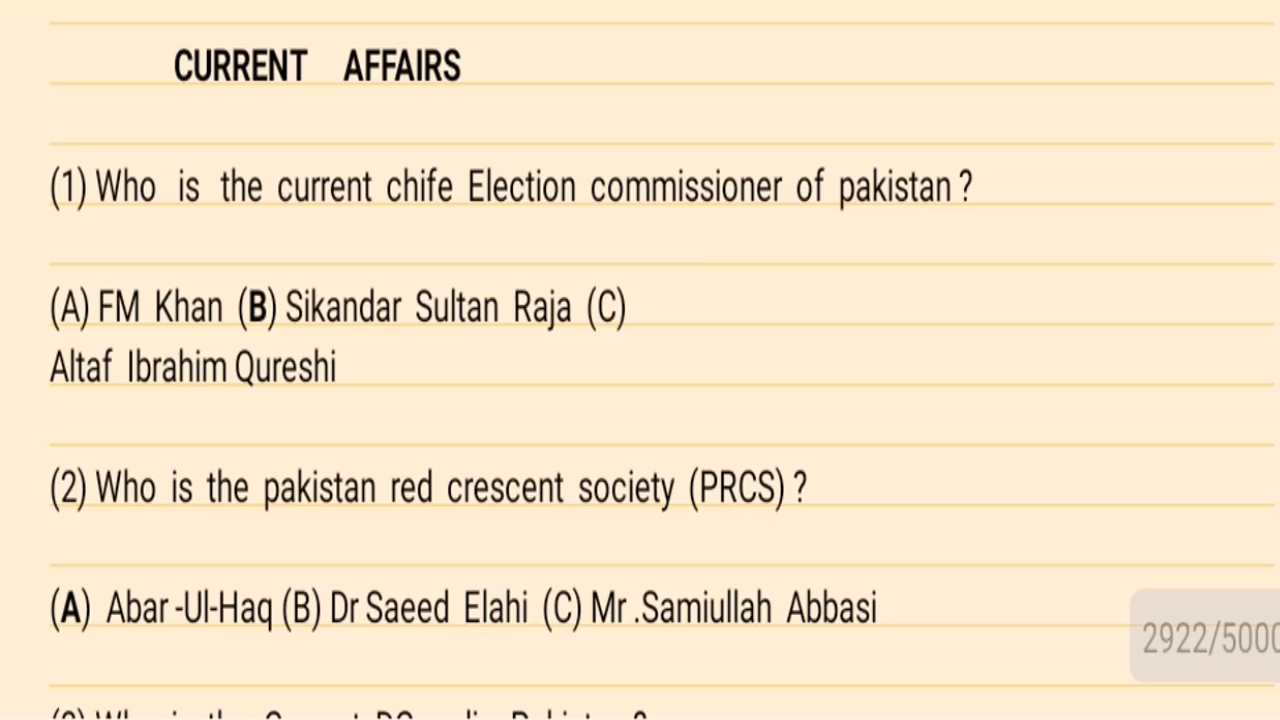 CURRENT AFFAIRS
(1) Who is the current chife Election commissioner of pakistan ?
(A) FM Khan (B) Sikandar Sultan Raja (C)
Altaf Ibrahim Qureshi
(2) Who is the pakistan red crescent society (PRCS) ?
(A) Abar -Ul-Haq (B) Dr Saeed Elahi (C) Mr .Samiullah Abbasi
2922/5000